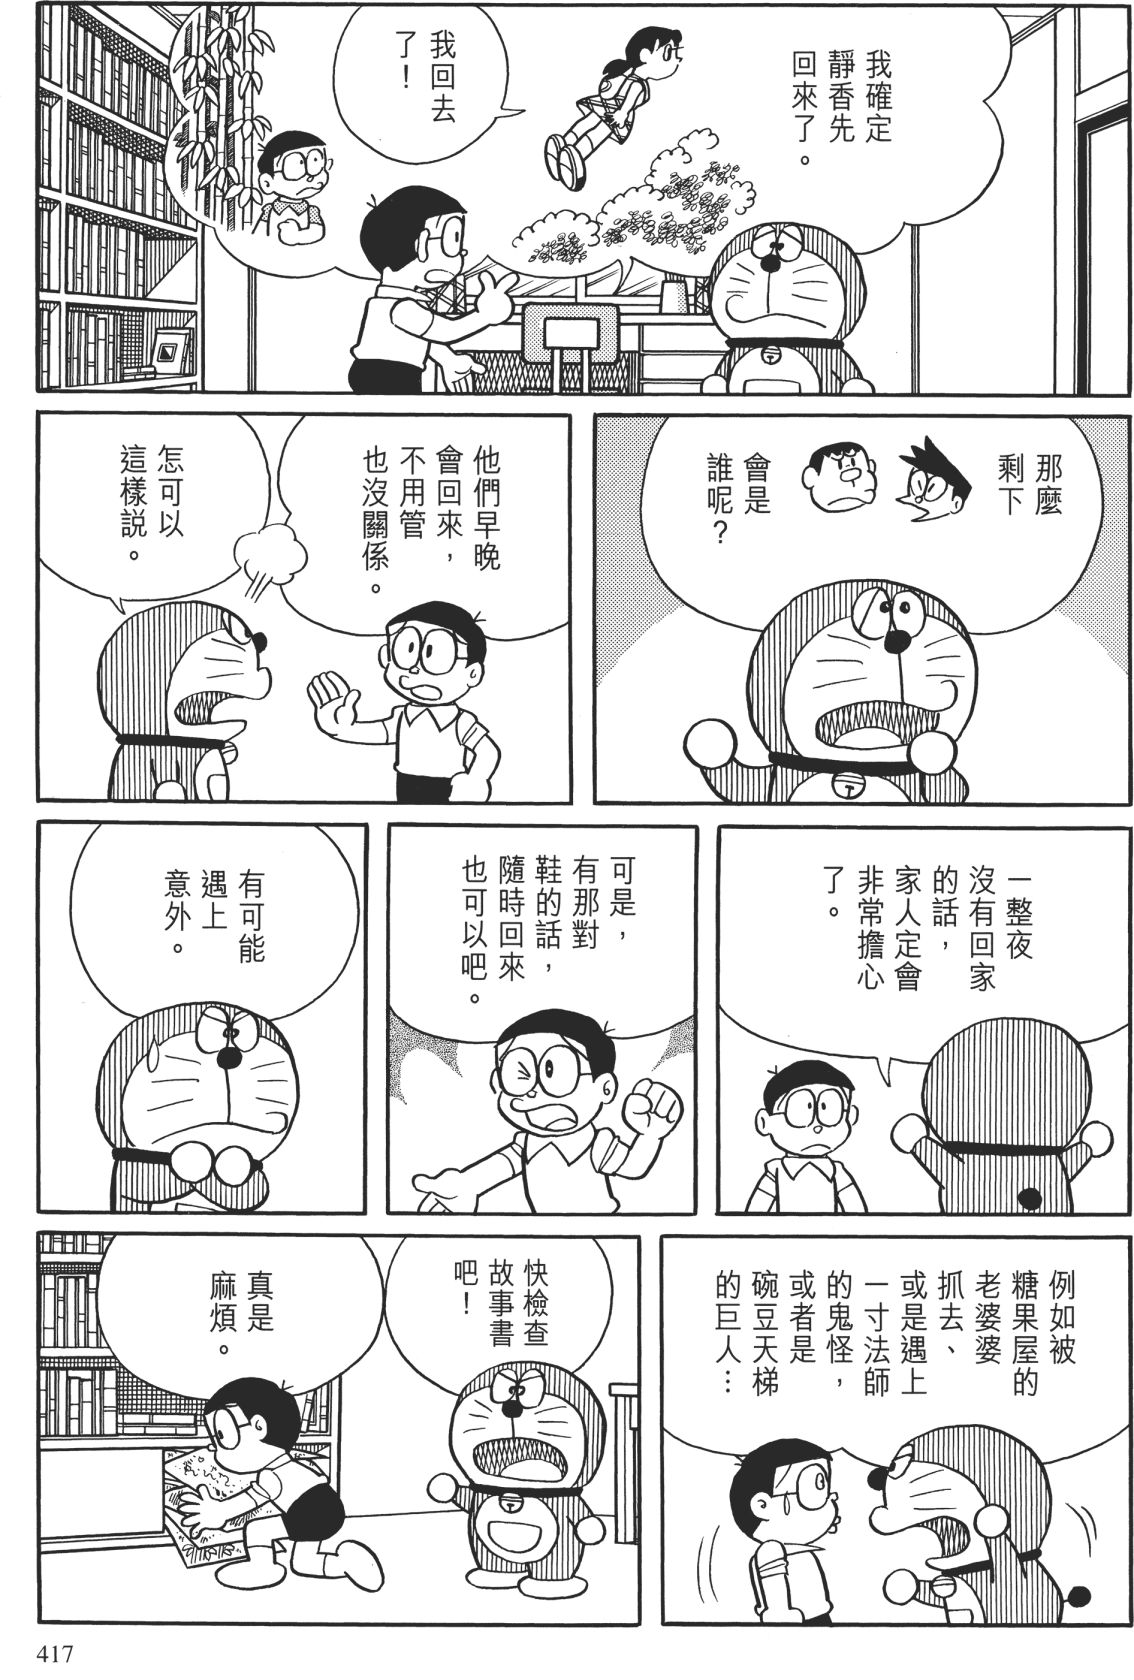 我確定
靜香先
回來了。
我回去
了！
那麼
剩下
會是
誰呢？
他們早晚
會回來，
不用管
也沒關係。
怎可以
這樣說。
一整夜
沒有回家
的話，
家人定會
非常擔心
了。
可是，
有那對
鞋的話，
隨時回來
也可以吧。
有可能
遇上
意外。
例如被
糖果屋的
老婆婆
抓去、
或是遇上
一寸法師
的鬼怪，
或者是
碗豆天梯
的巨人…
快檢查
故事書
吧！
真是
麻煩。
417